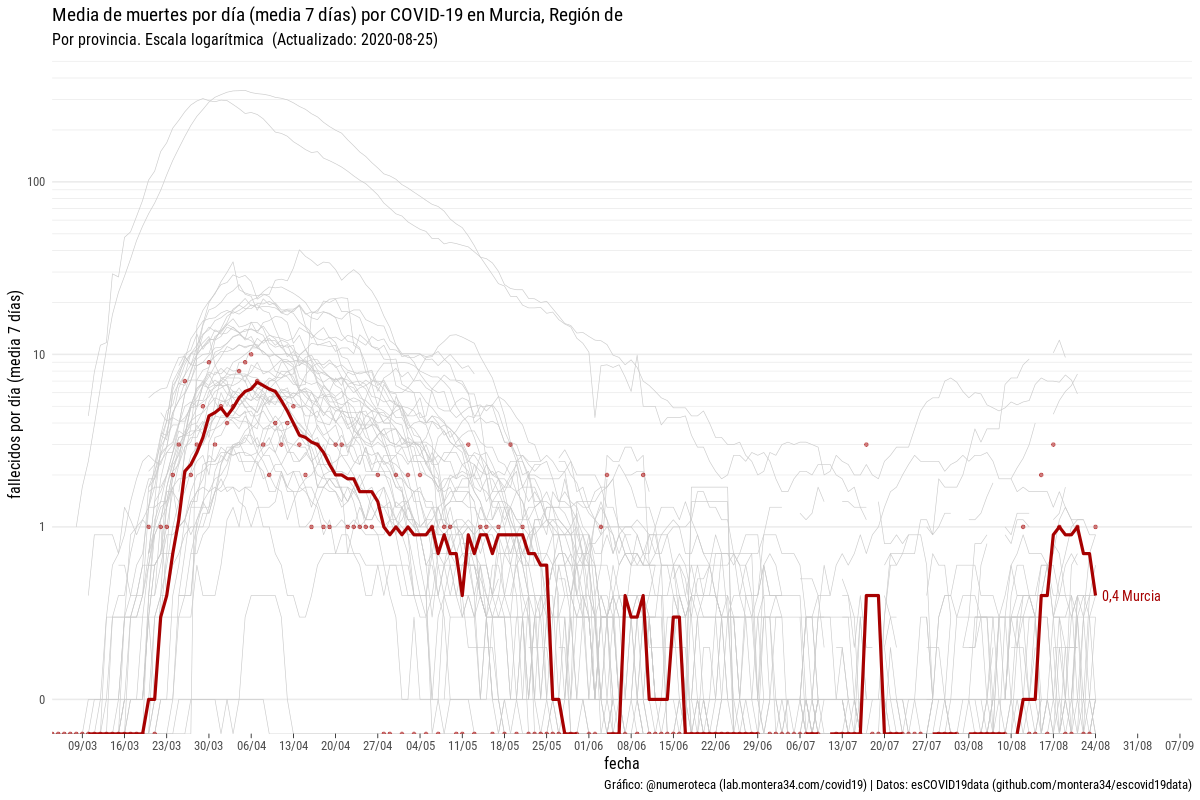 Media de muertes por día (media 7 días) por COVID-19 en Murcia, Región de
Por provincia. Escala logarítmica (Actualizado: 2020-08-25)
fallecidos por día (media 7 días)
100
10
1
0
0,4 Murcia
09/03 16/03 23/03 30/03 06/04 13/04 20/04 27/04 04/05 11/05 18/05 25/05 01/06 08/06 15/06 22/06 29/06 06/07 13/07 20/07 27/07 03/08 10/08 17/08 24/08 31/08 07/09
fecha
Gráfico: @numeroteca (lab.montera34.com/covid19) | Datos: esCOVID19data (github.com/montera34/escovid19data)